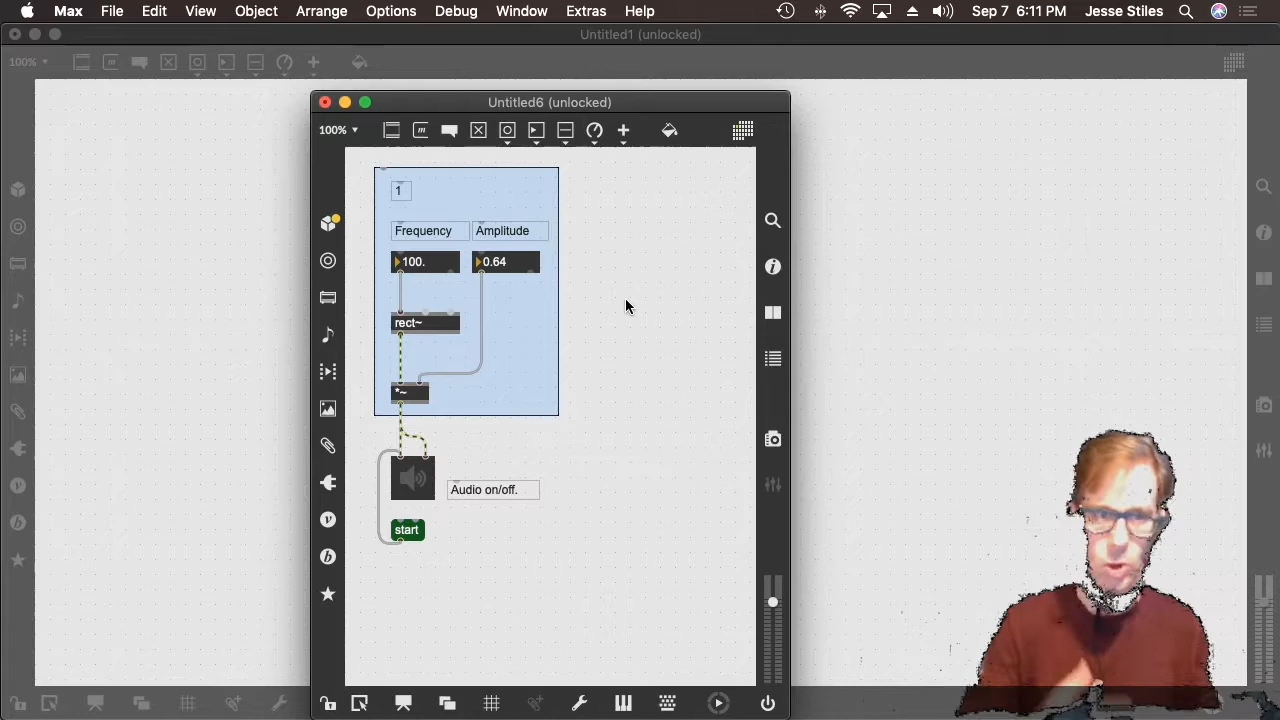 Max File Edit View Object Arrange Options Debug Window Extras Help Sep 7 6:11 PM Jesse Stiles
Untitled1 (unlocked)
100%
Untitled6 (unlocked)
100%
1
Frequency Amplitude
100. 0.64
rect~
*~
Audio on/off.
start